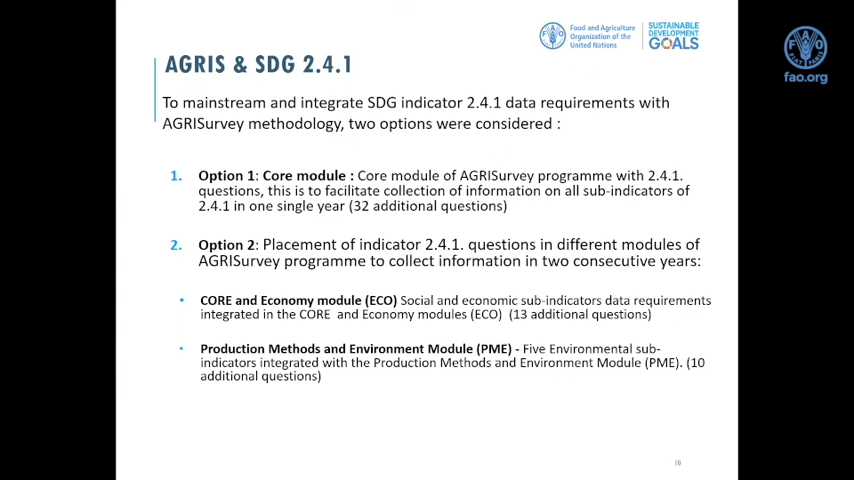 Food and Agriculture
Organization of the
United Nations
SUSTAINABLE
DEVELOPMENT
GOALS
FAO
FIAT PANIS
fao.org
AGRIS & SDG 2.4.1
To mainstream and integrate SDG indicator 2.4.1 data requirements with
AGRISurvey methodology, two options were considered :
1. Option 1: Core module : Core module of AGRISurvey programme with 2.4.1.
questions, this is to facilitate collection of information on all sub-indicators of
2.4.1 in one single year (32 additional questions)
2. Option 2: Placement of indicator 2.4.1. questions in different modules of
AGRISurvey programme to collect information in two consecutive years:
• CORE and Economy module (ECO) Social and economic sub-indicators data requirements
integrated in the CORE and Economy modules (ECO) (13 additional questions)
• Production Methods and Environment Module (PME) - Five Environmental sub-
indicators integrated with the Production Methods and Environment Module (PME). (10
additional questions)
10